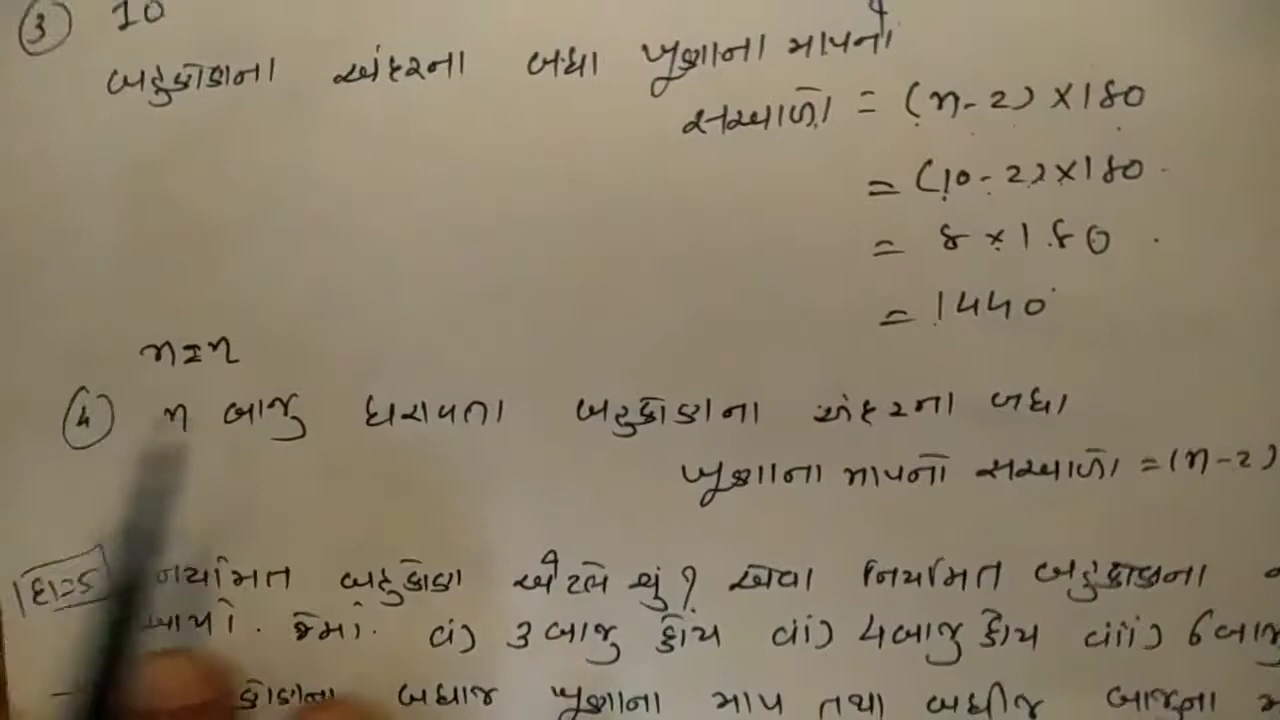 ③ 10
બહુકોણના અંદરના બધા ખૂણાના માપનો
સરવાળો = (n-2) × 180
= (10-2) × 180
= 8 × 180
= 1440
n=n
④ n બાજુ ધરાવતા બહુકોણના અંદરના બધા
ખૂણાના માપનો સરવાળો = (n-2)
નિયમિત બહુકોણ એટલે શું? એવા નિયમિત બહુકોણના
આપો. જેમાં. (i) 3 બાજુ હોય (ii) 4 બાજુ હોય (iii) 6 બાજુ
કોણના બધાજ ખૂણાના માપ તથા બધીજ બાજુના